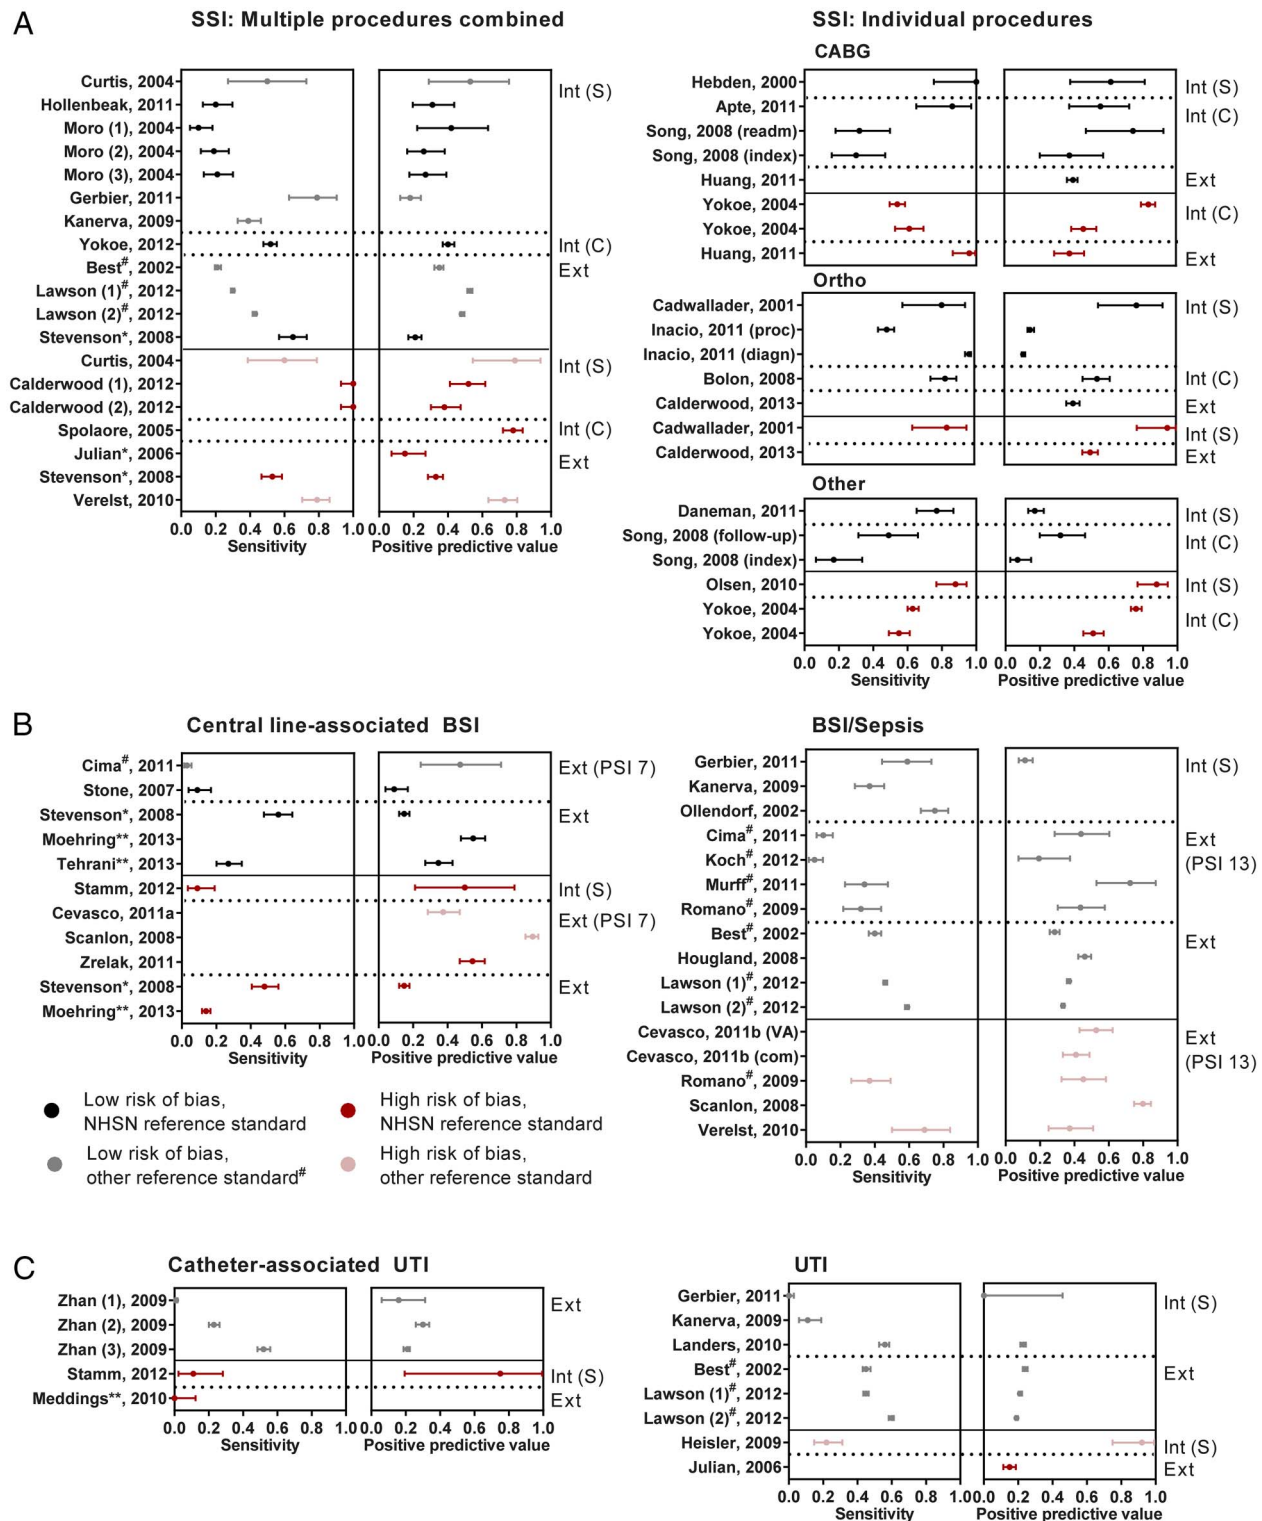 A
SSI: Multiple procedures combined
Curtis, 2004
Hollenbeak, 2011
Moro (1), 2004
Moro (2), 2004
Moro (3), 2004
Gerbier, 2011
Kanerva, 2009
Yokoe, 2012
Best#, 2002
Lawson (1)#, 2012
Lawson (2)#, 2012
Stevenson*, 2008
Curtis, 2004
Calderwood (1), 2012
Calderwood (2), 2012
Spolaore, 2005
Julian*, 2006
Stevenson*, 2008
Verelst, 2010
Int (S)
Int (C)
Ext
Int (S)
Int (C)
Ext
0.0 0.2 0.4 0.6 0.8 1.0 0.0 0.2 0.4 0.6 0.8 1.0
Sensitivity Positive predictive value
SSI: Individual procedures
CABG
Hebden, 2000
Apte, 2011
Song, 2008 (readm)
Song, 2008 (index)
Huang, 2011
Yokoe, 2004
Yokoe, 2004
Huang, 2011
Int (S)
Int (C)
Ext
Int (C)
Ext
Ortho
Cadwallader, 2001
Inacio, 2011 (proc)
Inacio, 2011 (diagn)
Bolon, 2008
Calderwood, 2013
Cadwallader, 2001
Calderwood, 2013
Int (S)
Int (C)
Ext
Int (S)
Ext
Other
Daneman, 2011
Song, 2008 (follow-up)
Song, 2008 (index)
Olsen, 2010
Yokoe, 2004
Yokoe, 2004
Int (S)
Int (C)
Int (S)
Int (C)
0.0 0.2 0.4 0.6 0.8 1.0 0.0 0.2 0.4 0.6 0.8 1.0
Sensitivity Positive predictive value
B
Central line-associated BSI
Cima#, 2011
Stone, 2007
Stevenson*, 2008
Moehring**, 2013
Tehrani**, 2013
Stamm, 2012
Cevasco, 2011a
Scanlon, 2008
Zrelak, 2011
Stevenson*, 2008
Moehring**, 2013
Ext (PSI 7)
Ext
Int (S)
Ext (PSI 7)
Ext
0.0 0.2 0.4 0.6 0.8 1.0 0.0 0.2 0.4 0.6 0.8 1.0
Sensitivity Positive predictive value
Low risk of bias,
NHSN reference standard
High risk of bias,
NHSN reference standard
Low risk of bias,
other reference standard#
High risk of bias,
other reference standard
BSI/Sepsis
Gerbier, 2011
Kanerva, 2009
Ollendorf, 2002
Cima#, 2011
Koch#, 2012
Murff#, 2011
Romano#, 2009
Best#, 2002
Hougland, 2008
Lawson (1)#, 2012
Lawson (2)#, 2012
Cevasco, 2011b (VA)
Cevasco, 2011b (com)
Romano#, 2009
Scanlon, 2008
Verelst, 2010
Int (S)
Ext
(PSI 13)
Ext
Ext
(PSI 13)
0.0 0.2 0.4 0.6 0.8 1.0 0.0 0.2 0.4 0.6 0.8 1.0
Sensitivity Positive predictive value
C
Catheter-associated UTI
Zhan (1), 2009
Zhan (2), 2009
Zhan (3), 2009
Stamm, 2012
Meddings**, 2010
Ext
Int (S)
Ext
0.0 0.2 0.4 0.6 0.8 1.0 0.0 0.2 0.4 0.6 0.8 1.0
Sensitivity Positive predictive value
UTI
Gerbier, 2011
Kanerva, 2009
Landers, 2010
Best#, 2002
Lawson (1)#, 2012
Lawson (2)#, 2012
Heisler, 2009
Julian, 2006
Int (S)
Ext
Int (S)
Ext
0.0 0.2 0.4 0.6 0.8 1.0 0.0 0.2 0.4 0.6 0.8 1.0
Sensitivity Positive predictive value